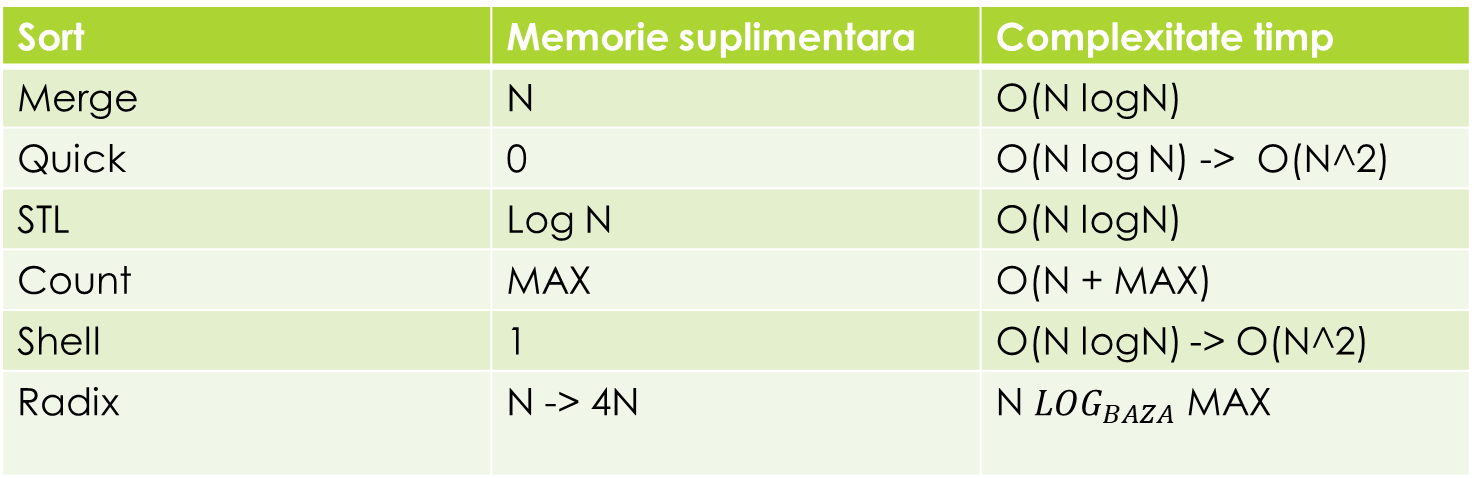 Sort Memorie suplimentara Complexitate timp
Merge N O(N logN)
Quick 0 O(N log N) -> O(N^2)
STL Log N O(N logN)
Count MAX O(N + MAX)
Shell 1 O(N logN) -> O(N^2)
Radix N -> 4N N LOG_BAZA MAX